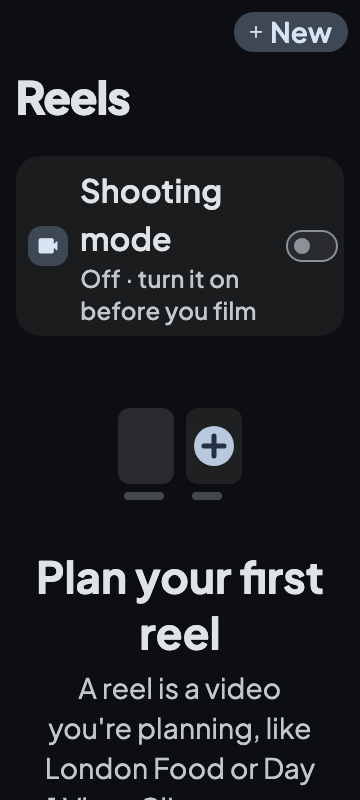 + New
Reels
Shooting
mode
Off · turn it on
before you film
Plan your first
reel
A reel is a video
you're planning, like
London Food or Day